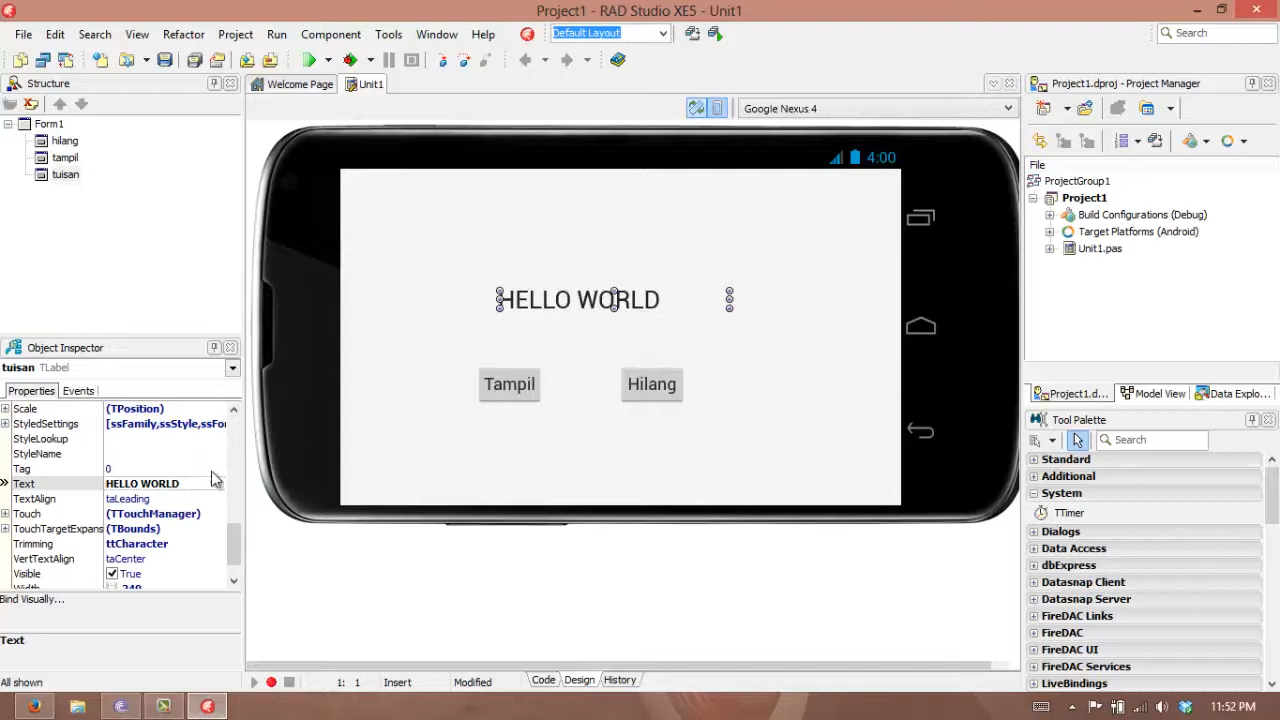 Project1 - RAD Studio XE5 - Unit1
File Edit Search View Refactor Project Run Component Tools Window Help
Default Layout
Search
Structure
Welcome Page
Unit1
Project1.dproj - Project Manager
Google Nexus 4
Form1
hilang
tampil
tuisan
4:00
HELLO WORLD
Tampil
Hilang
File
ProjectGroup1
Project1
Build Configurations (Debug)
Target Platforms (Android)
Unit1.pas
Object Inspector
tuisan TLabel
Properties Events
Scale (TPosition)
StyledSettings [ssFamily,ssStyle,ssFor
StyleLookup
StyleName
Tag 0
Text HELLO WORLD
TextAlign taLeading
Touch (TTouchManager)
TouchTargetExpans (TBounds)
Trimming ttCharacter
VertTextAlign taCenter
Visible True
Width 249
Bind Visually...
Text
All shown
Project1.d...
Model View
Data Explo...
Tool Palette
Search
Standard
Additional
System
TTimer
Dialogs
Data Access
dbExpress
Datasnap Client
Datasnap Server
FireDAC Links
FireDAC
FireDAC UI
FireDAC Services
LiveBindings
1: 1 Insert Modified Code Design History
11:52 PM